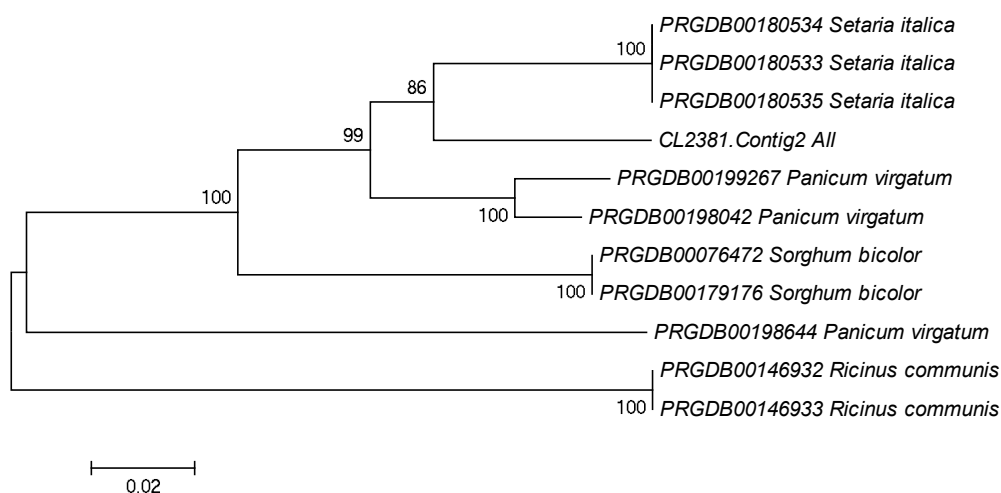 PRGDB00180534 Setaria italica
100
PRGDB00180533 Setaria italica
86
PRGDB00180535 Setaria italica
99
CL2381.Contig2 All
PRGDB00199267 Panicum virgatum
100
100
PRGDB00198042 Panicum virgatum
PRGDB00076472 Sorghum bicolor
100
PRGDB00179176 Sorghum bicolor
PRGDB00198644 Panicum virgatum
PRGDB00146932 Ricinus communis
100
PRGDB00146933 Ricinus communis
0.02